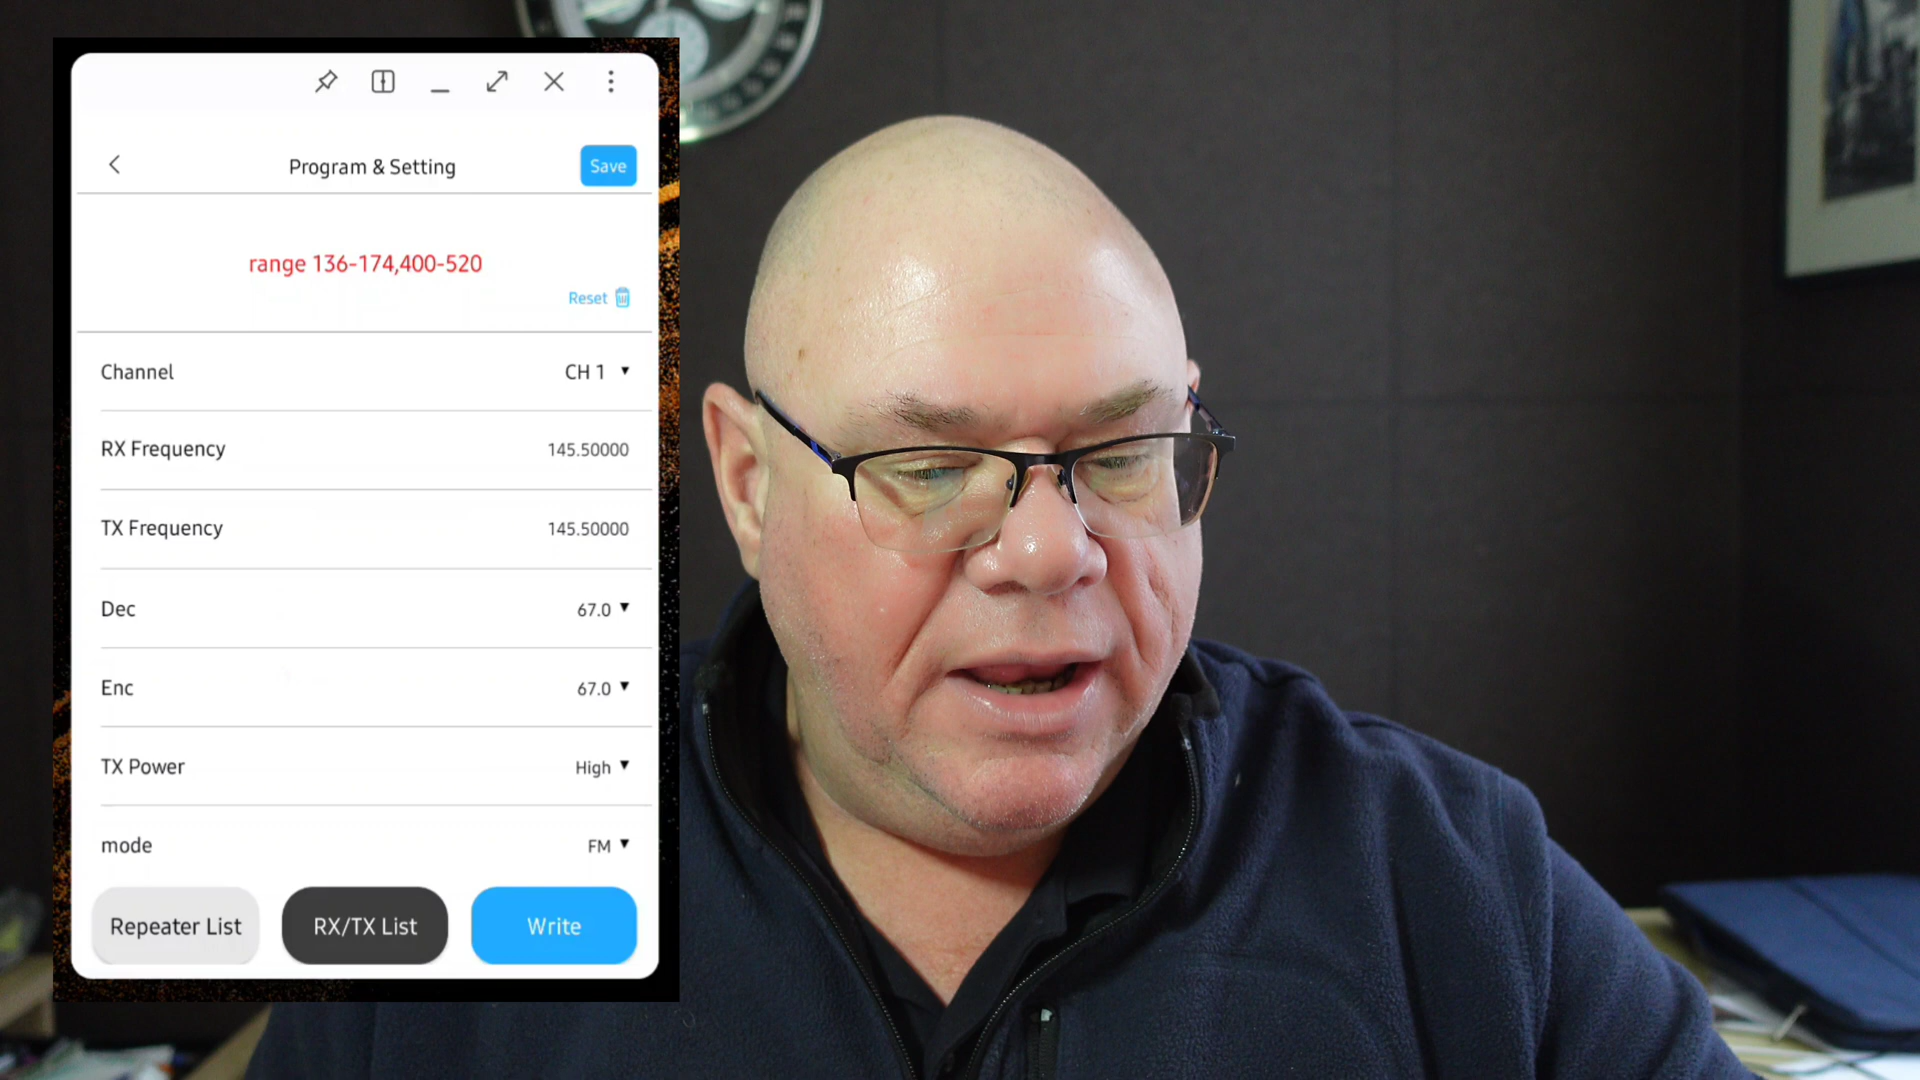 Program & Setting
Save
range 136-174,400-520
Reset
Channel
CH 1
RX Frequency
145.50000
TX Frequency
145.50000
Dec
67.0
Enc
67.0
TX Power
High
mode
FM
Repeater List
RX/TX List
Write